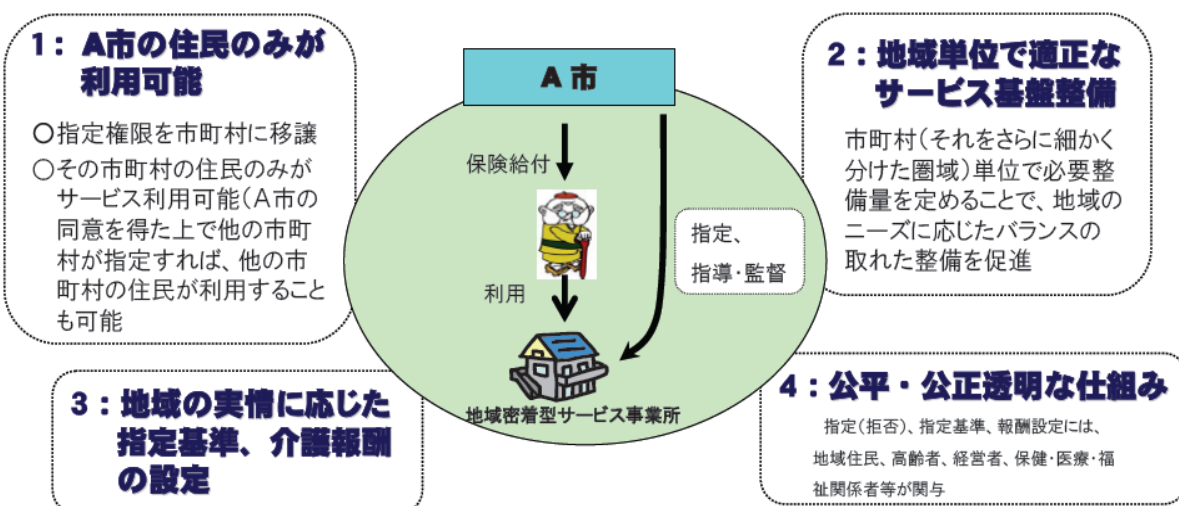 1：A市の住民のみが
利用可能
○指定権限を市町村に移譲
○その市町村の住民のみが
サービス利用可能（A市の
同意を得た上で他の市町
村が指定すれば、他の市
町村の住民が利用すること
も可能
A市
保険給付
利用
指定、
指導・監督
地域密着型サービス事業所
2：地域単位で適正な
サービス基盤整備
市町村（それをさらに細かく
分けた圏域）単位で必要整
備量を定めることで、地域の
ニーズに応じたバランスの
取れた整備を促進
3：地域の実情に応じた
指定基準、介護報酬
の設定
4：公平・公正透明な仕組み
指定（拒否）、指定基準、報酬設定には、
地域住民、高齢者、経営者、保健・医療・福
祉関係者等が関与